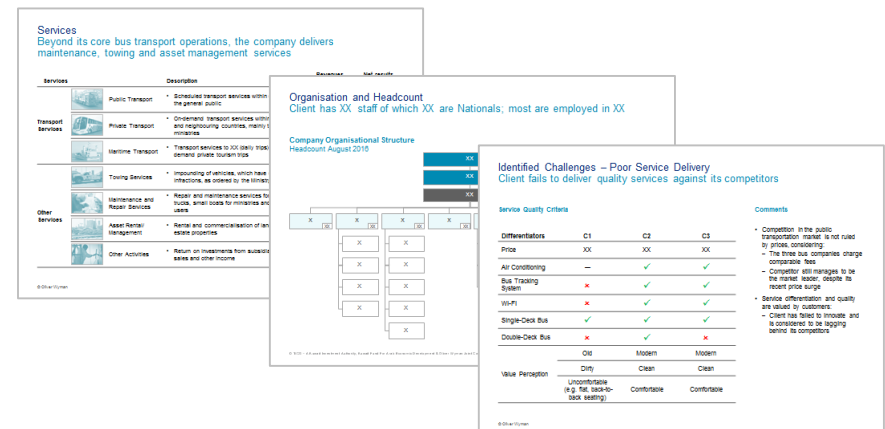 Services
Beyond its core bus transport operations, the company delivers
maintenance, towing and asset management services
Services
Description
Transport
Services
Public Transport
• Scheduled transport services within
the general public
Private Transport
• On-demand transport services within
and neighbouring countries, mainly
ministries
Maritime Transport
• Transport services to XX (daily trips)
demand private tourism trips
Other
Services
Towing Services
• Impounding of vehicles, which have
infractions, as ordered by the Ministry
Maintenance and
Repair Services
• Repair and maintenance services for
trucks, small boats for ministries and
users
Asset Rental/
Management
• Rental and commercialisation of
estate properties
Other Activities
• Return on investments from
sales and other income
© Oliver Wyman
Organisation and Headcount
Client has XX staff of which XX are Nationals; most are employed in XX
Company Organisational Structure
Headcount August 2016
XX
XX
XX
X
XX
X
XX
X
XX
X
XX
X
X
X
X
X
X
X
X
X
Identified Challenges – Poor Service Delivery
Client fails to deliver quality services against its competitors
Service Quality Criteria
Differentiators C1 C2 C3
Price XX XX XX
Air Conditioning – ✓ ✓
Bus Tracking
System × ✓ ✓
Wi-Fi × ✓ ✓
Single-Deck Bus ✓ ✓ ✓
Double-Deck Bus × ✓ ×
Value Perception
Old Modern Modern
Dirty Clean Clean
Uncomfortable
(e.g. flat, back-to-
back seating)
Comfortable Comfortable
Comments
• Competition in the public
transportation market is not ruled
by prices, considering:
– The three bus companies charge
comparable fees
– Competitor still manages to be
the market leader, despite its
recent price surge
• Service differentiation and quality
are valued by customers:
– Client has failed to innovate and
is considered to be lagging
behind its competitors
© Oliver Wyman